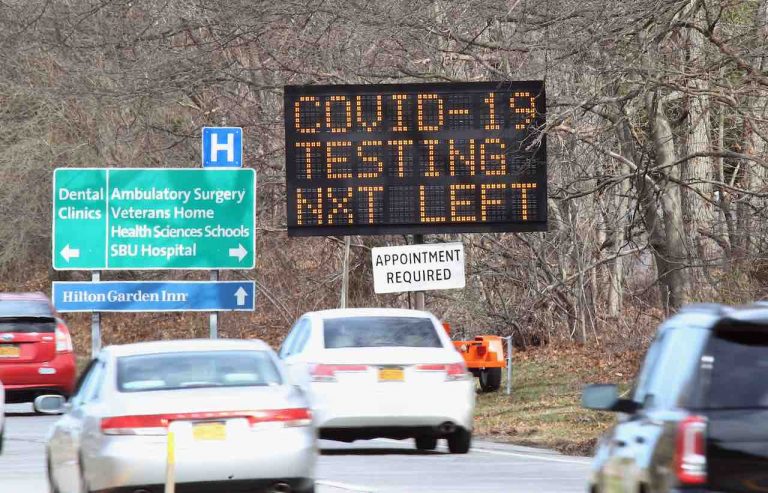 H
Dental
Clinics
Ambulatory Surgery
Veterans Home
Health Sciences Schools
SBU Hospital
Hilton Garden Inn
COVID-19
TESTING
NXT LEFT
APPOINTMENT
REQUIRED